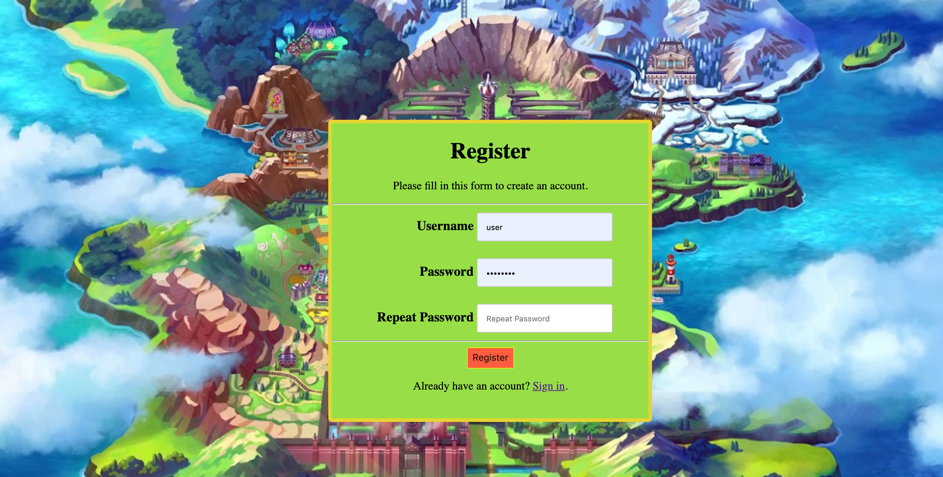 Register
Please fill in this form to create an account.
Username user
Password ••••••••
Repeat Password Repeat Password
Register
Already have an account? Sign in.